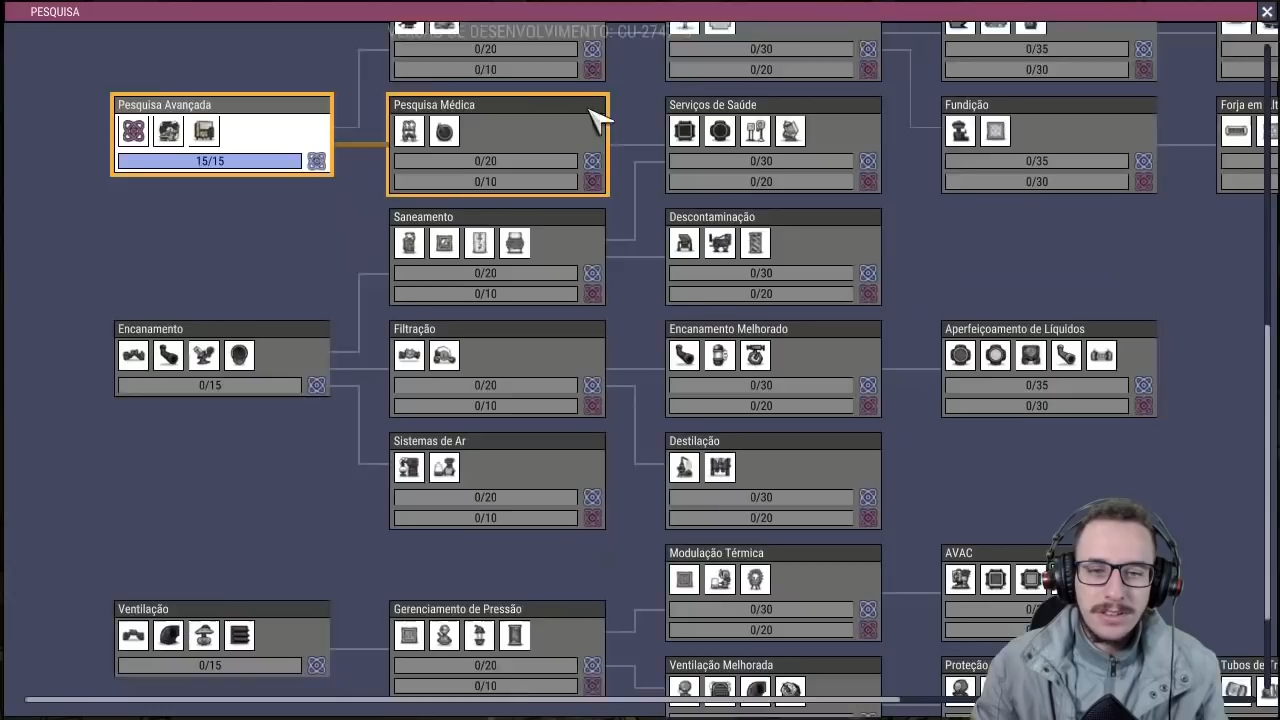 PESQUISA
0/20
0/30
0/35
0/10
0/20
0/30
Pesquisa Avançada
15/15
Pesquisa Médica
0/20
0/10
Serviços de Saúde
0/30
0/20
Fundição
0/35
0/30
Forja em
Saneamento
0/20
0/10
Descontaminação
0/30
0/20
Encanamento
0/15
Filtração
0/20
0/10
Encanamento Melhorado
0/30
0/20
Aperfeiçoamento de Líquidos
0/35
0/30
Sistemas de Ar
0/20
0/10
Destilação
0/30
0/20
Modulação Térmica
0/30
0/20
AVAC
Ventilação
0/15
Gerenciamento de Pressão
0/20
0/10
Ventilação Melhorada
Proteção
Tubos de